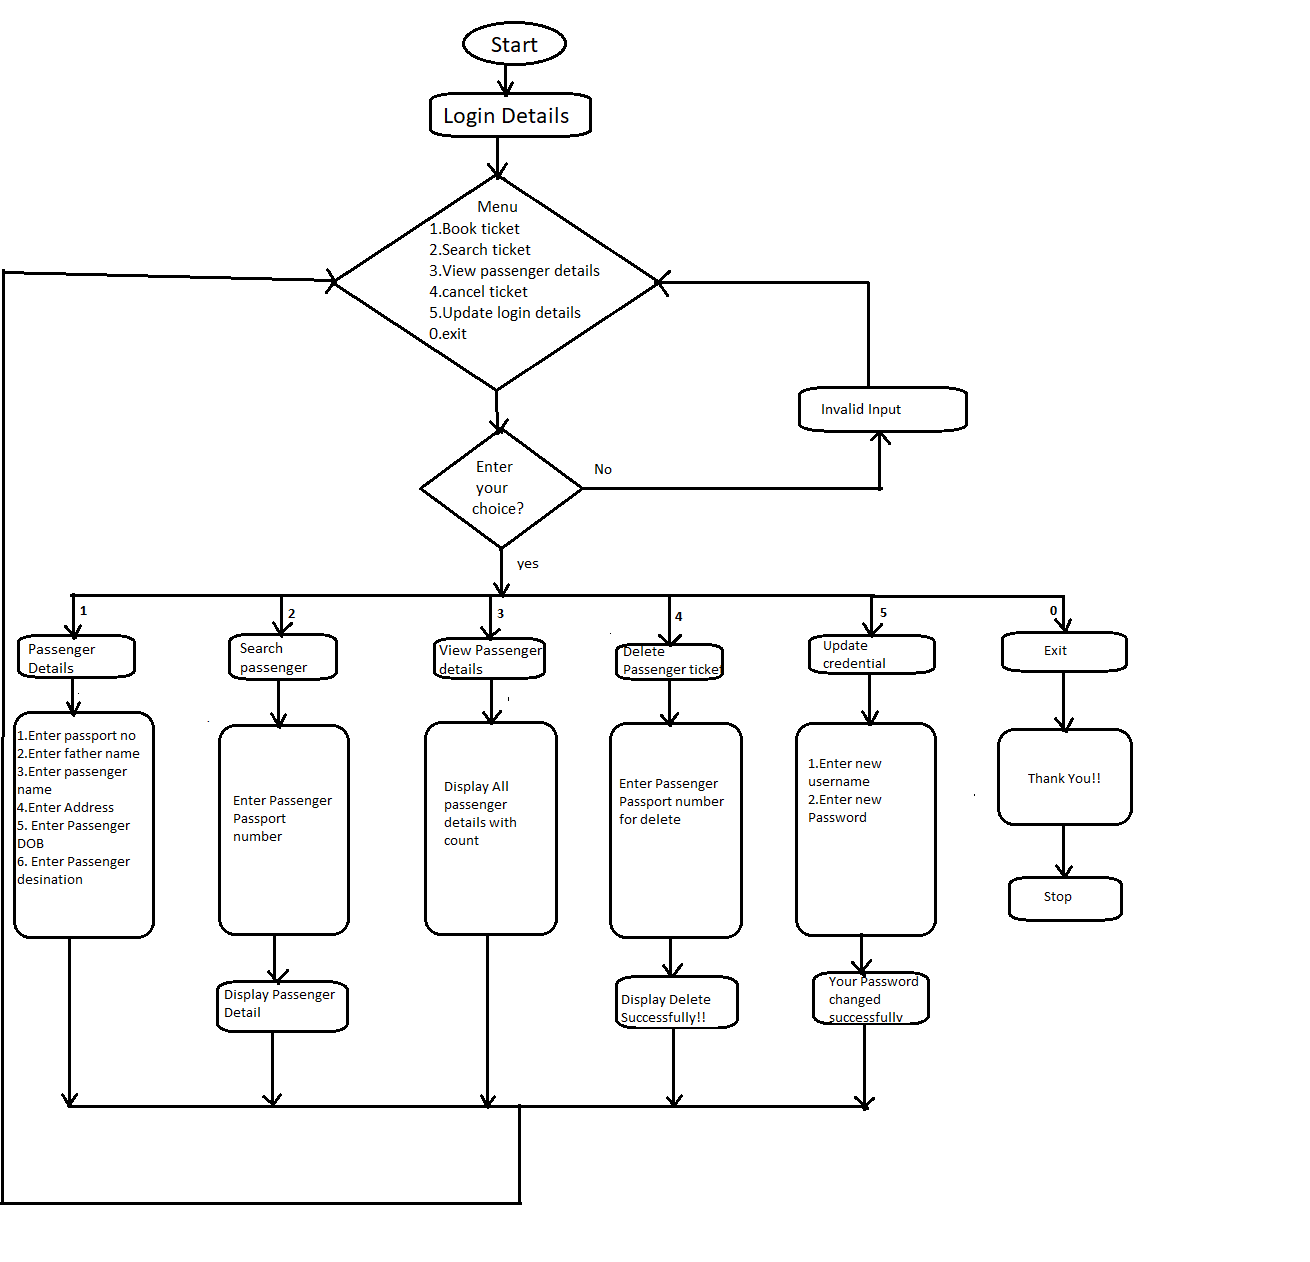 Start
Login Details
Menu
1.Book ticket
2.Search ticket
3.View passenger details
4.cancel ticket
5.Update login details
0.exit
Invalid Input
Enter
your
choice?
No
yes
1
2
3
4
5
0
Passenger
Details
Search
passenger
View Passenger
details
Delete
Passenger ticket
Update
credential
Exit
1.Enter passport no
2.Enter father name
3.Enter passenger
name
4.Enter Address
5. Enter Passenger
DOB
6. Enter Passenger
desination
Enter Passenger
Passport
number
Display All
passenger
details with
count
Enter Passenger
Passport number
for delete
1.Enter new
username
2.Enter new
Password
Thank You!!
Stop
Display Passenger
Detail
Display Delete
Successfully!!
Your Password
changed
successfully